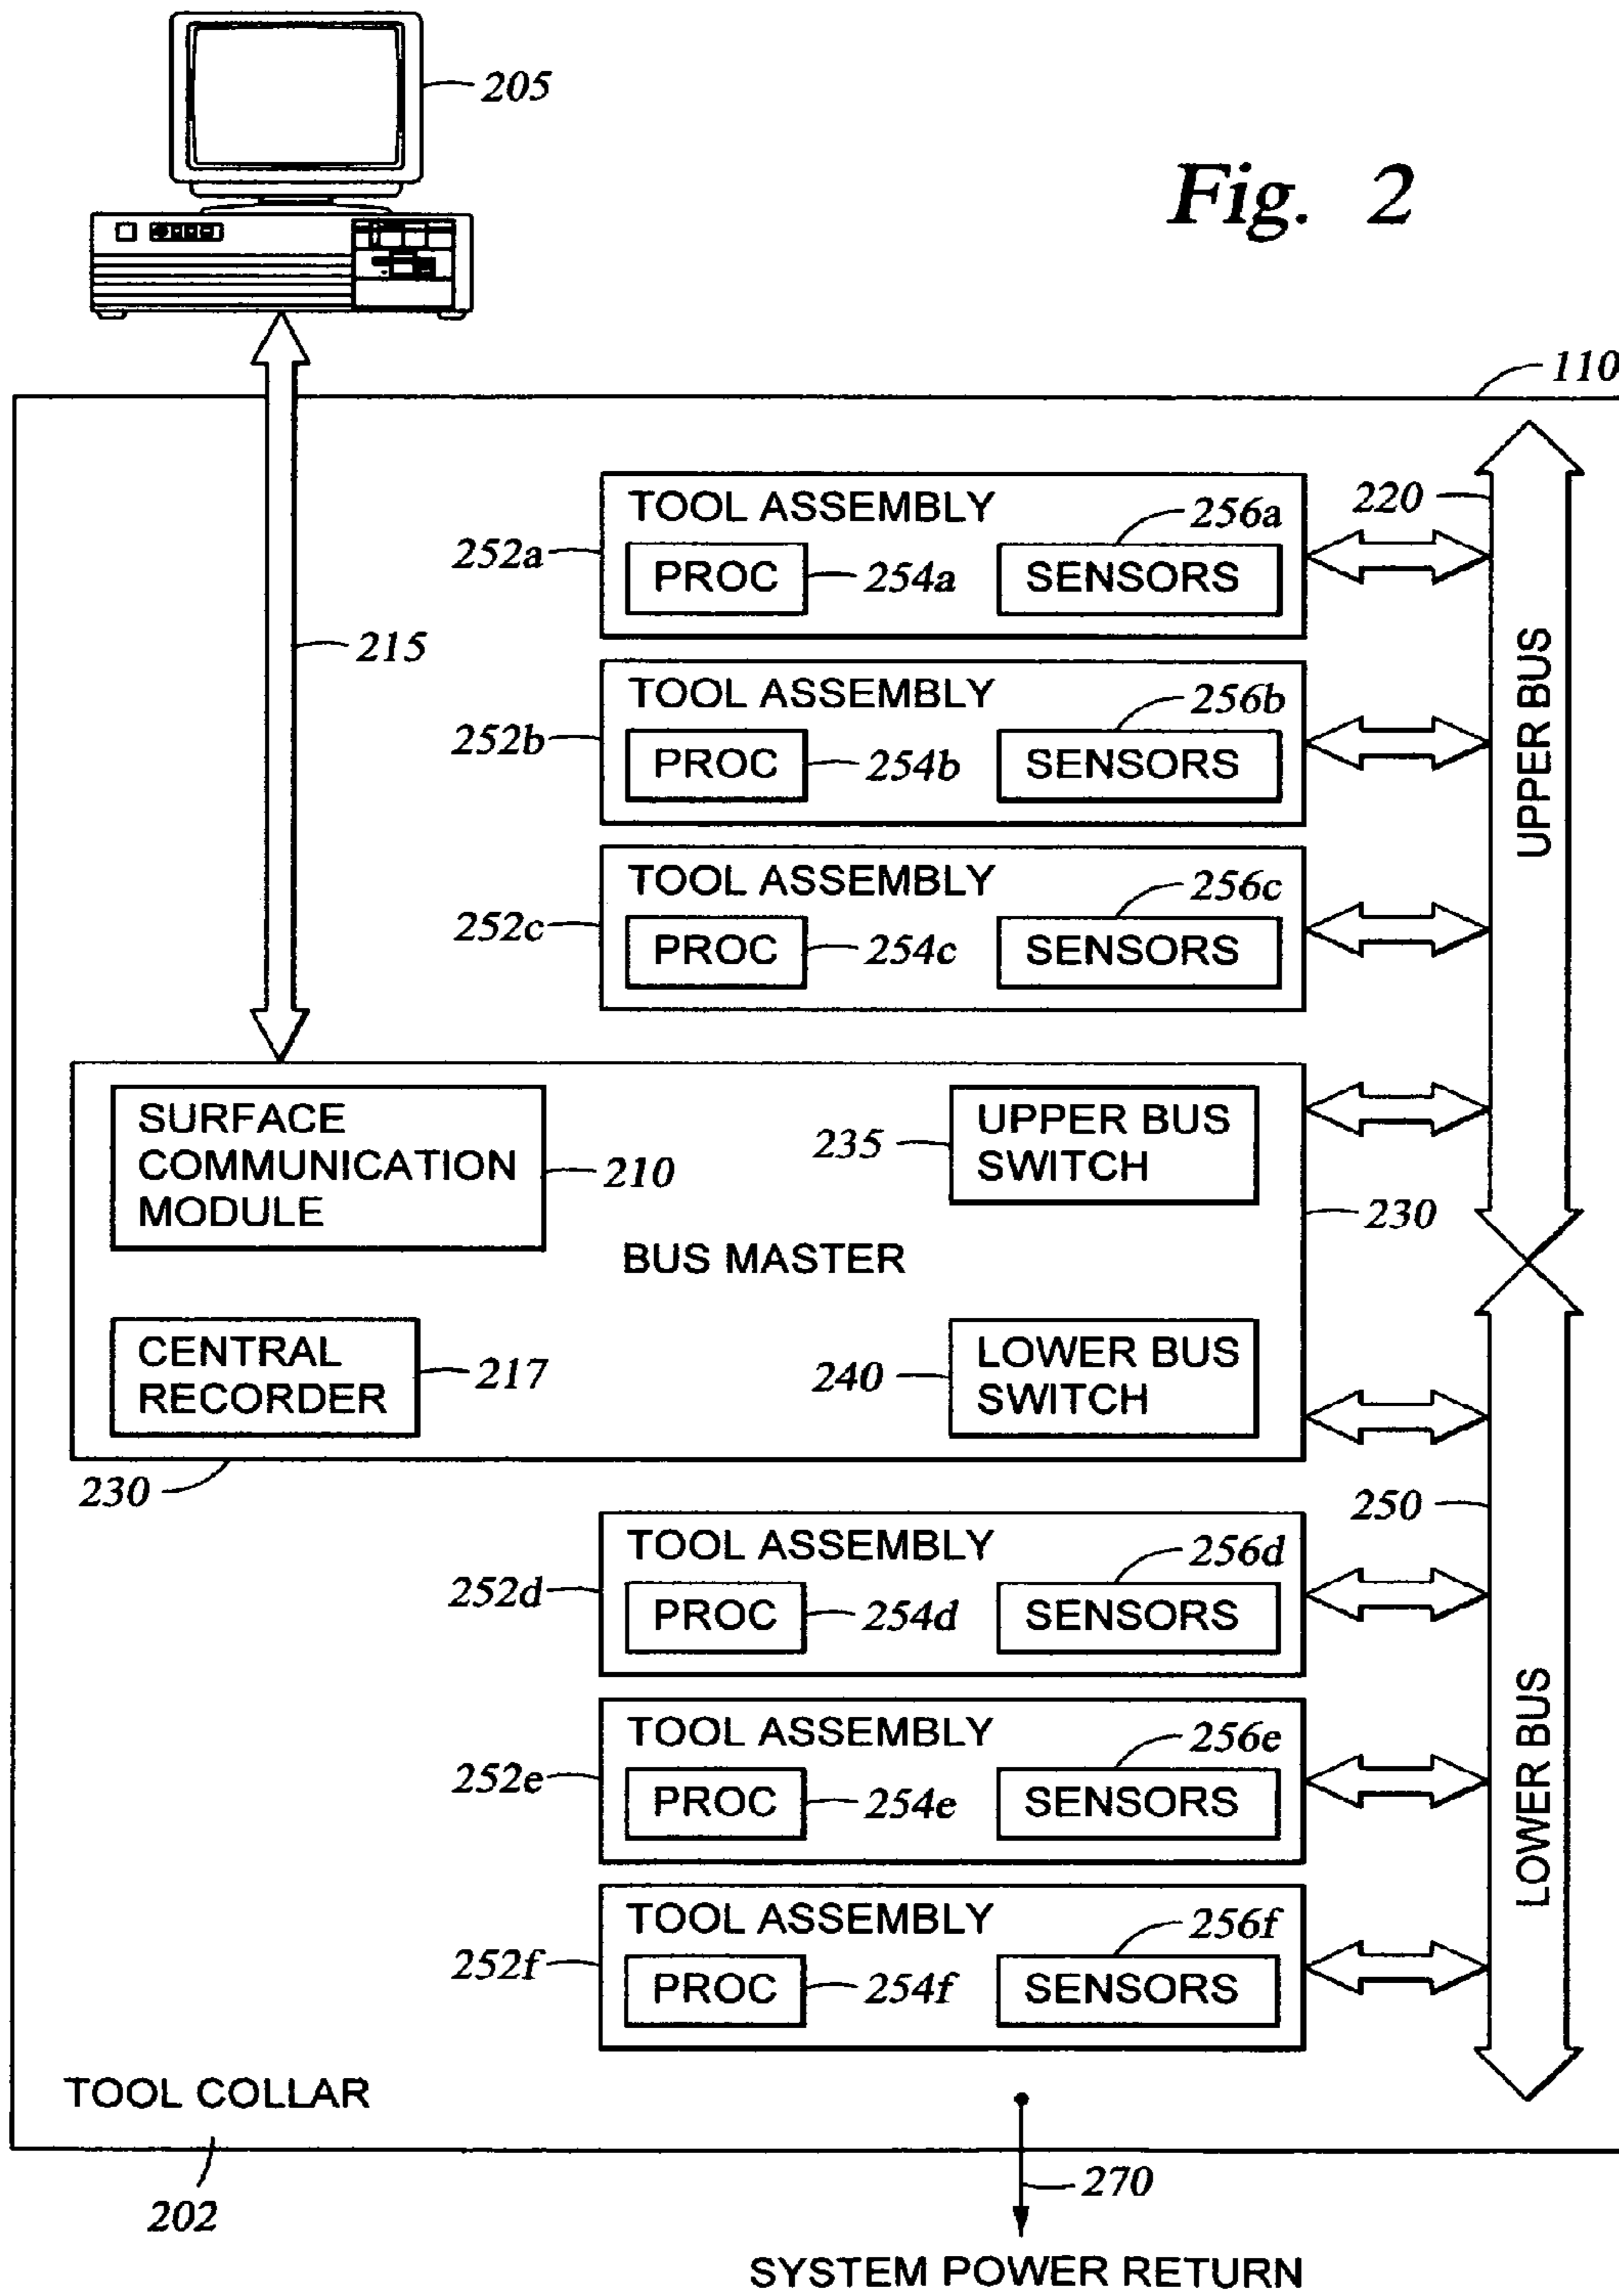 205
Fig. 2
110
TOOL ASSEMBLY
256a
220
252a
PROC
254a
SENSORS
215
UPPER BUS
TOOL ASSEMBLY
256b
252b
PROC
254b
SENSORS
TOOL ASSEMBLY
256c
252c
PROC
254c
SENSORS
SURFACE
COMMUNICATION
MODULE
210
235
UPPER BUS
SWITCH
230
BUS MASTER
CENTRAL
RECORDER
217
240
LOWER BUS
SWITCH
230
250
TOOL ASSEMBLY
256d
252d
PROC
254d
SENSORS
LOWER BUS
TOOL ASSEMBLY
256e
252e
PROC
254e
SENSORS
TOOL ASSEMBLY
256f
252f
PROC
254f
SENSORS
TOOL COLLAR
202
270
SYSTEM POWER RETURN